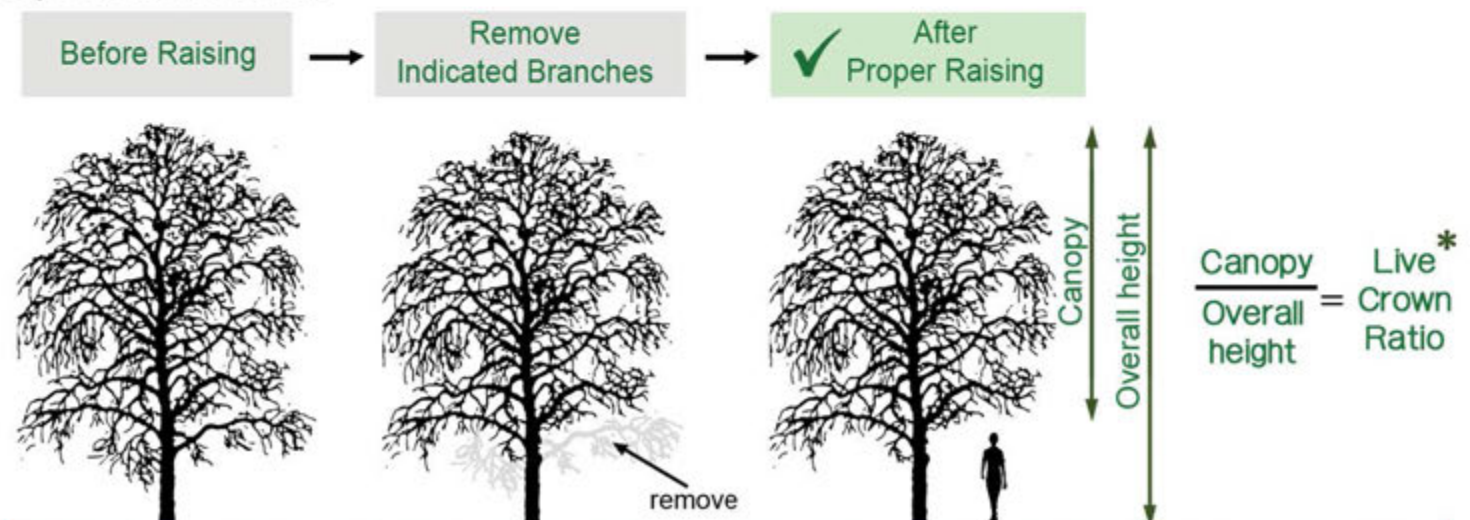 Before Raising
Remove
Indicated Branches
After
Proper Raising
remove
Canopy
Overall height
Canopy
Overall
height
=
Live*
Crown
Ratio